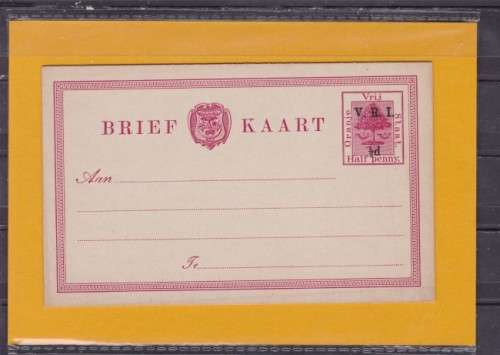 BRIEF KAART
Vrij
Oranje
Staat.
V. R. I.
½d
Half penny.
Aan
Te